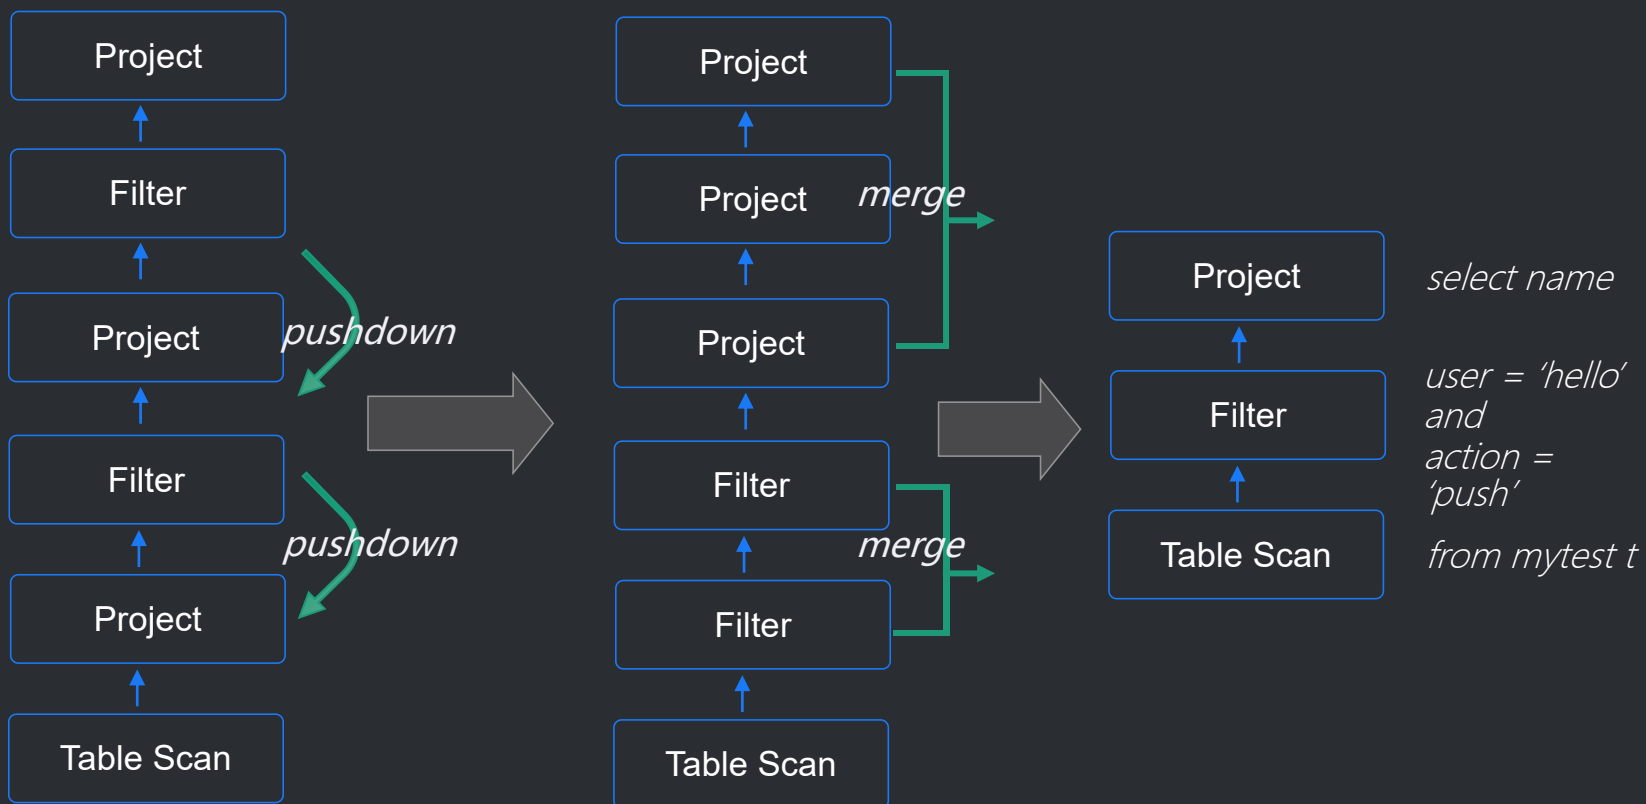 Project
Filter
Project
pushdown
Filter
pushdown
Project
Table Scan
Project
Project
merge
Project
Filter
merge
Filter
Table Scan
Project
select name
Filter
user = ‘hello’
and
action =
‘push’
Table Scan
from mytest t